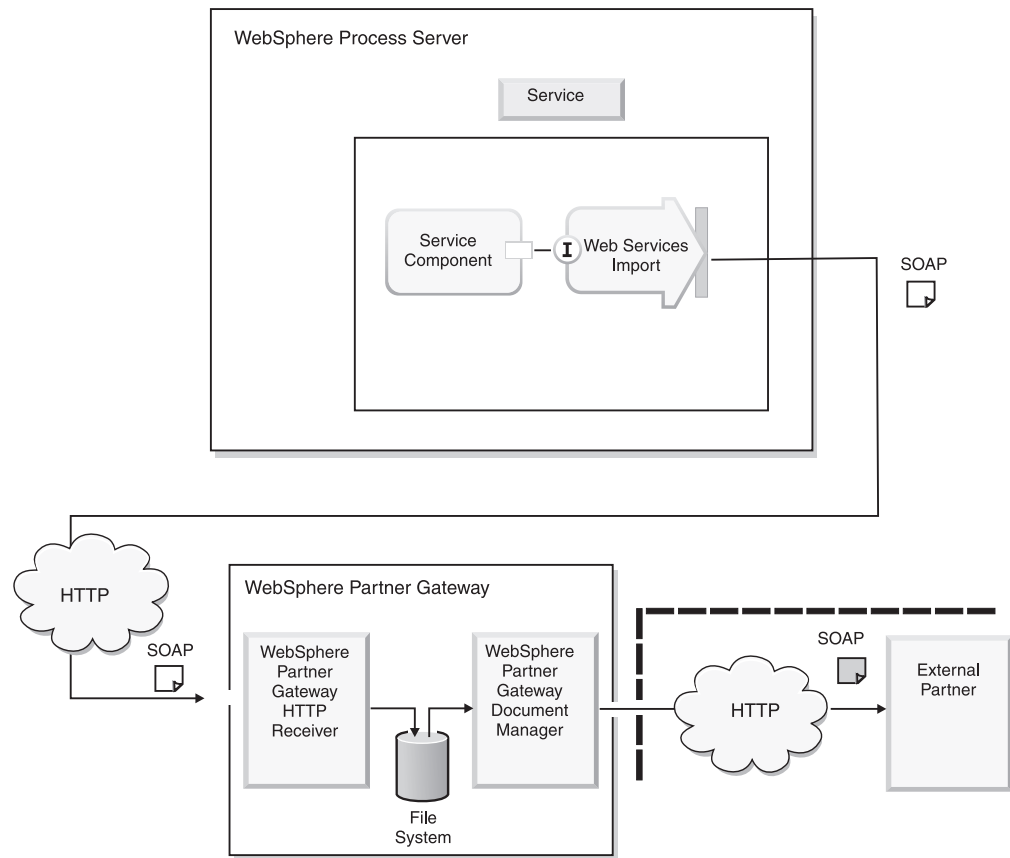 WebSphere Process Server
Service
Service
Component
I
Web Services
Import
SOAP
HTTP
SOAP
WebSphere Partner Gateway
WebSphere
Partner
Gateway
HTTP
Receiver
File
System
WebSphere
Partner
Gateway
Document
Manager
HTTP
SOAP
External
Partner